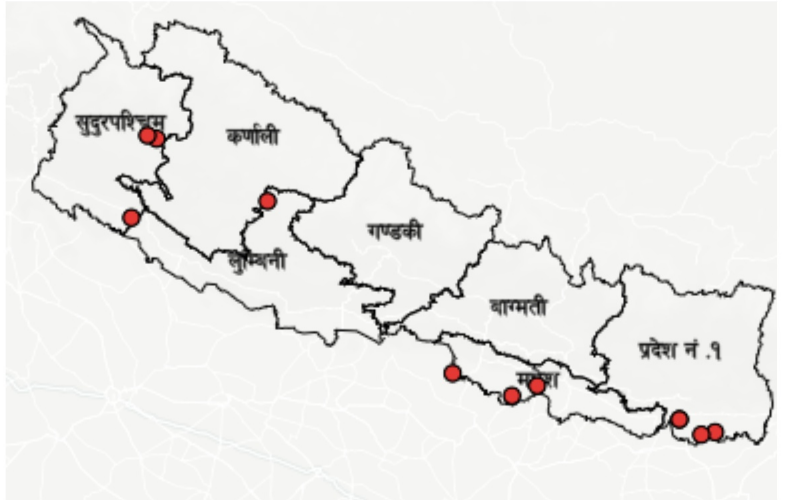 सुदुरपश्चिम
कर्णाली
गण्डकी
लुम्बिनी
बाग्मती
प्रदेश नं .१